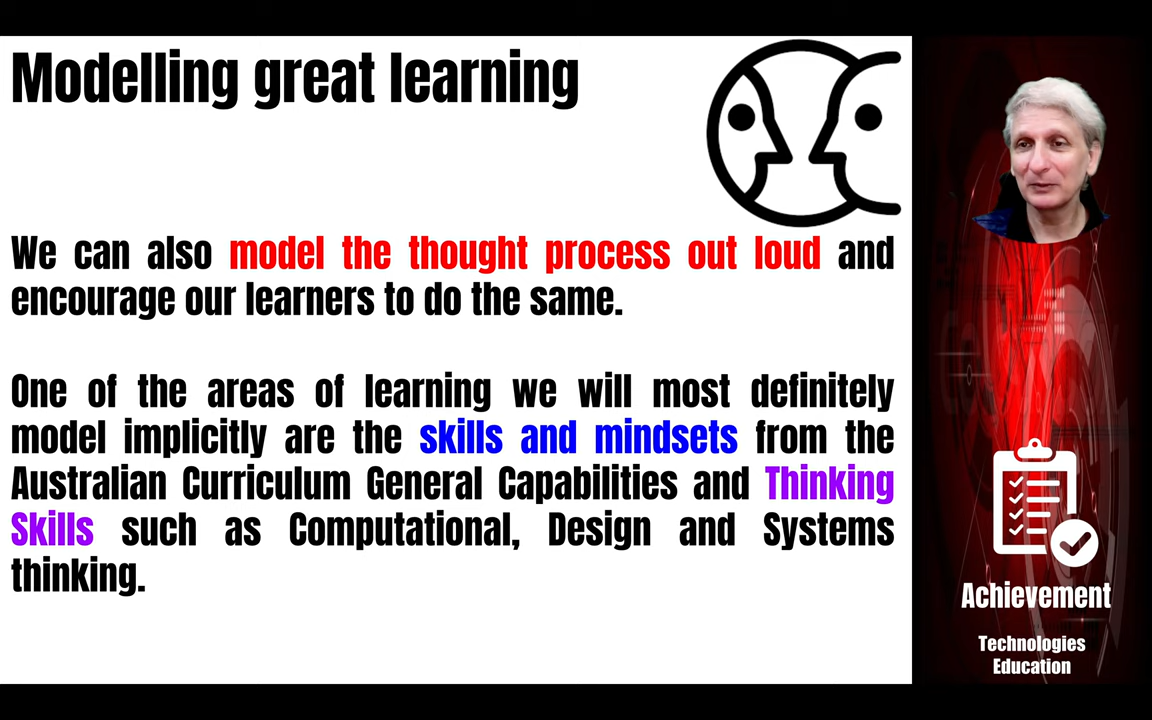 Modelling great learning
We can also model the thought process out loud and
encourage our learners to do the same.
One of the areas of learning we will most definitely
model implicitly are the skills and mindsets from the
Australian Curriculum General Capabilities and Thinking
Skills such as Computational, Design and Systems
thinking.
Achievement
Technologies
Education